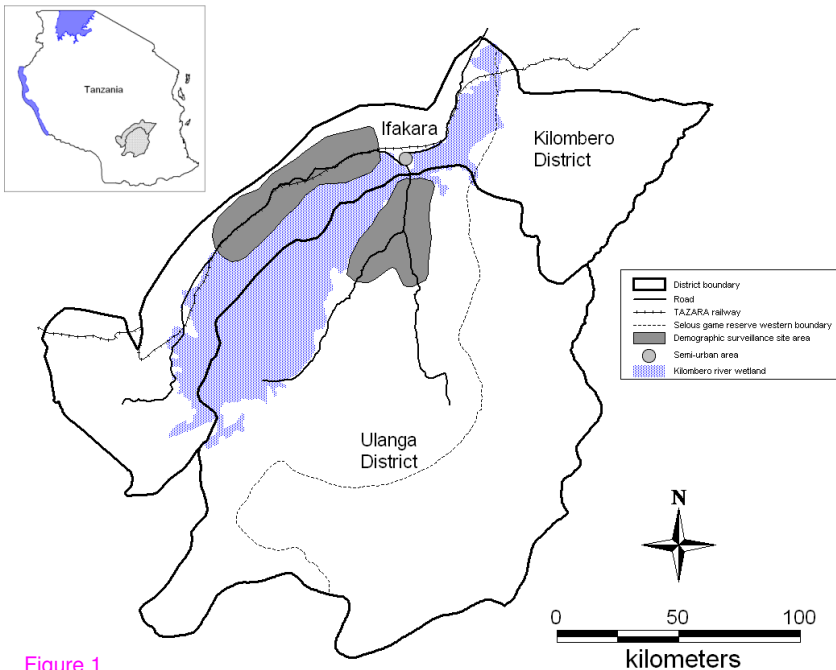 Tanzania
Ifakara
Kilombero
District
District boundary
Road
TAZARA railway
Selous game reserve western boundary
Demographic surveillance site area
Semi-urban area
Kilombero river wetland
Ulanga
District
N
0 50 100
kilometers
Figure 1